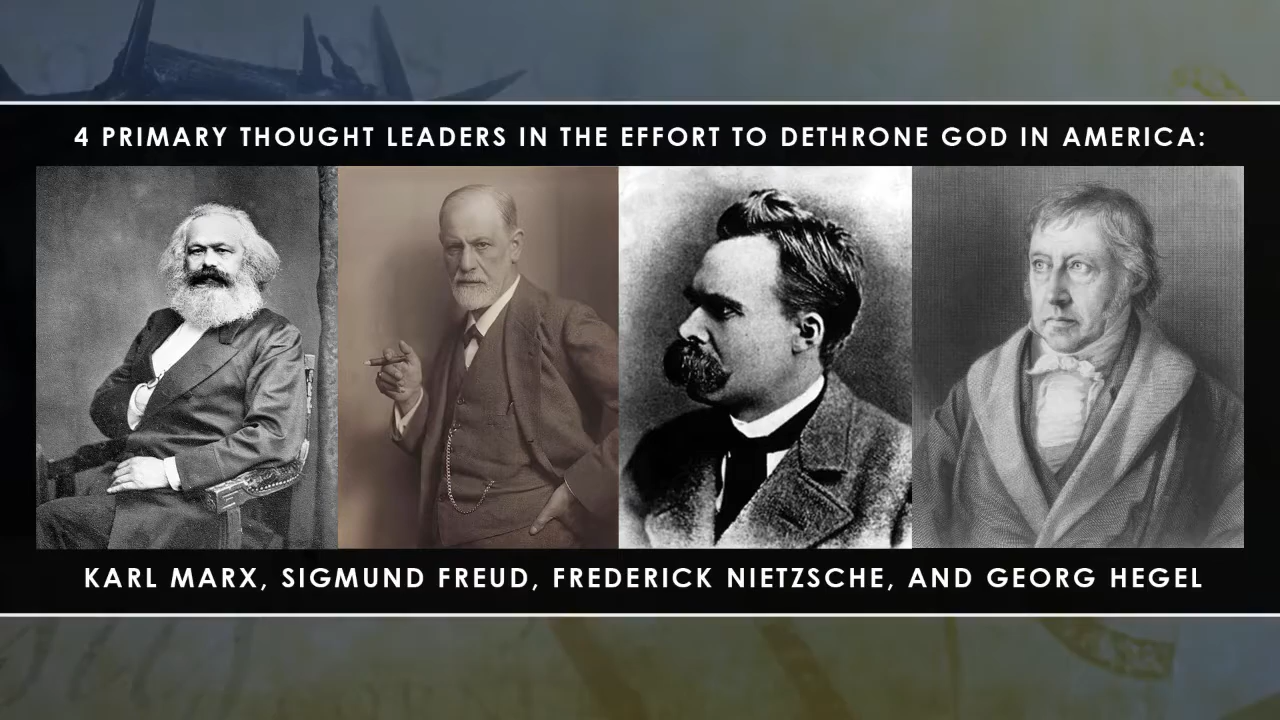 4 PRIMARY THOUGHT LEADERS IN THE EFFORT TO DETHRONE GOD IN AMERICA:
KARL MARX, SIGMUND FREUD, FREDERICK NIETZSCHE, AND GEORG HEGEL